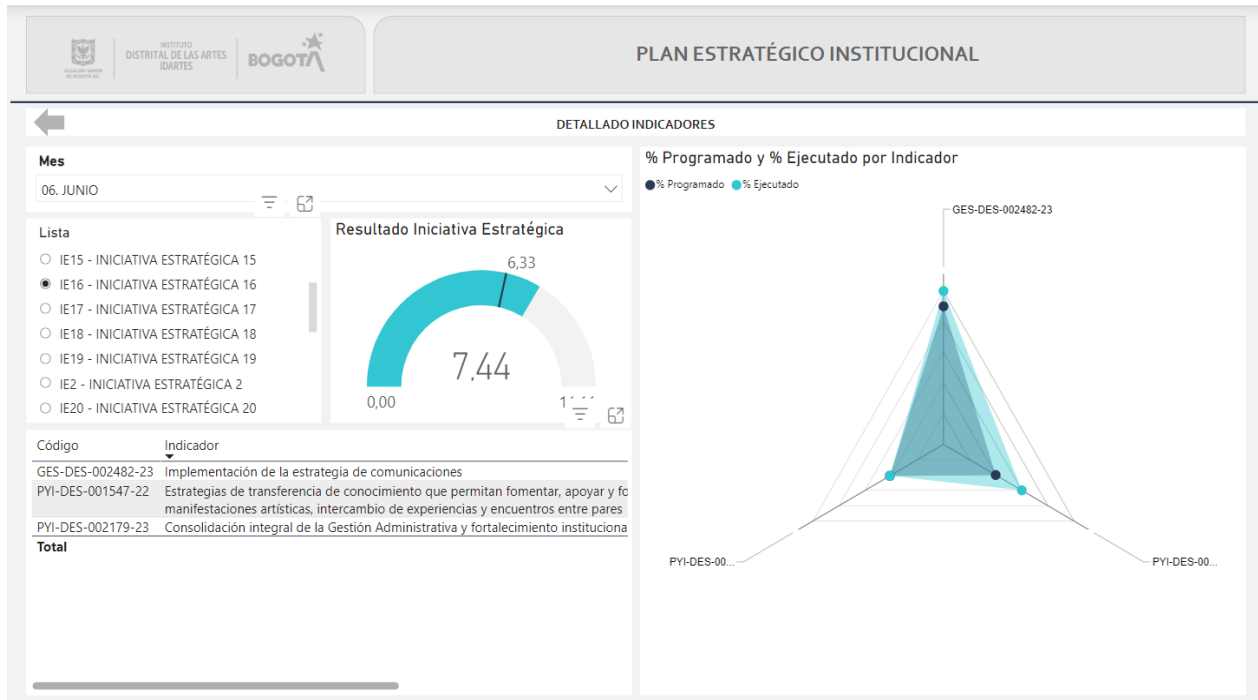 ALCALDÍA MAYOR
DE BOGOTÁ D.C.
INSTITUTO
DISTRITAL DE LAS ARTES
IDARTES
BOGOTÁ
PLAN ESTRATÉGICO INSTITUCIONAL
DETALLADO INDICADORES
Mes
06. JUNIO
Lista
IE15 - INICIATIVA ESTRATÉGICA 15
IE16 - INICIATIVA ESTRATÉGICA 16
IE17 - INICIATIVA ESTRATÉGICA 17
IE18 - INICIATIVA ESTRATÉGICA 18
IE19 - INICIATIVA ESTRATÉGICA 19
IE2 - INICIATIVA ESTRATÉGICA 2
IE20 - INICIATIVA ESTRATÉGICA 20
Resultado Iniciativa Estratégica
6,33
7,44
0,00
Código Indicador
GES-DES-002482-23 Implementación de la estrategia de comunicaciones
PYI-DES-001547-22 Estrategias de transferencia de conocimiento que permitan fomentar, apoyar y fo
manifestaciones artísticas, intercambio de experiencias y encuentros entre pares
PYI-DES-002179-23 Consolidación integral de la Gestión Administrativa y fortalecimiento instituciona
Total
% Programado y % Ejecutado por Indicador
% Programado % Ejecutado
GES-DES-002482-23
PYI-DES-00...
PYI-DES-00...